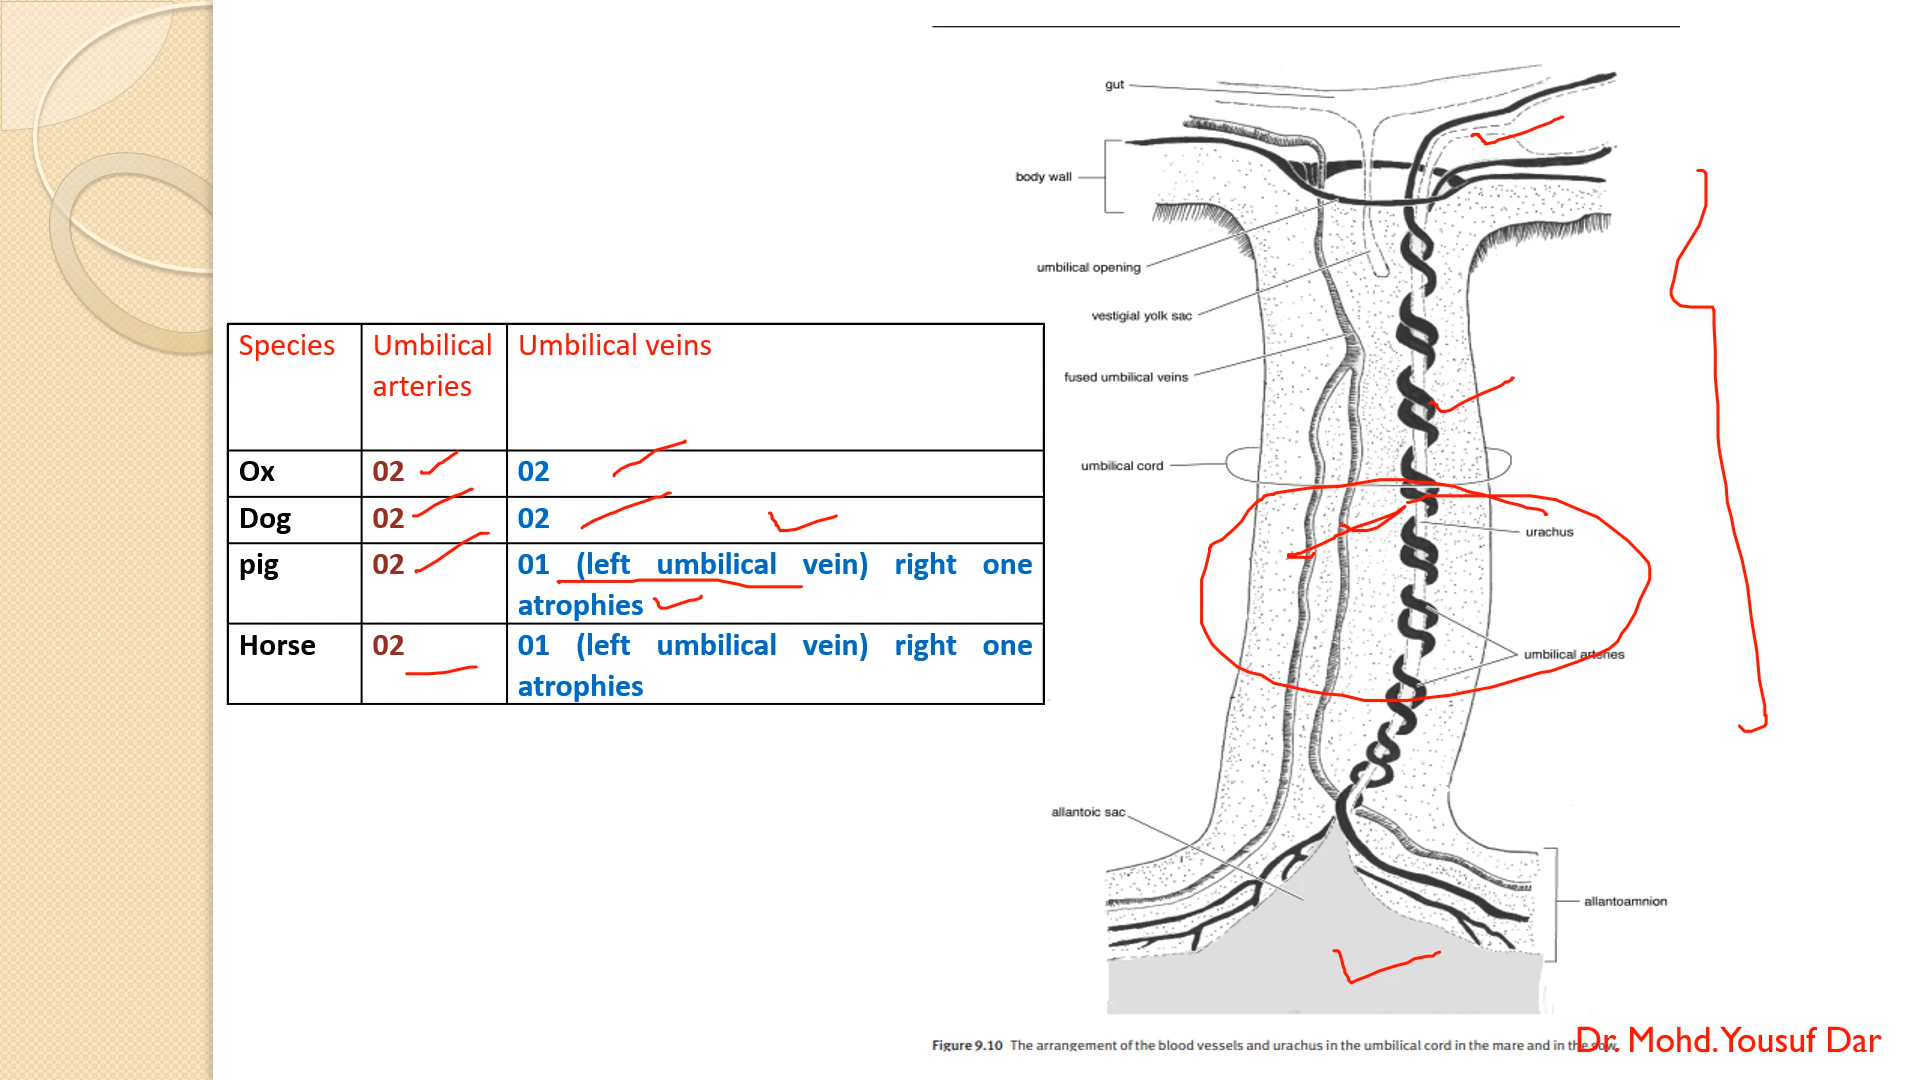 Species Umbilical arteries Umbilical veins
Ox 02 02
Dog 02 02
pig 02 01 (left umbilical vein) right one
atrophies
Horse 02 01 (left umbilical vein) right one
atrophies
gut
body wall
umbilical opening
vestigial yolk sac
fused umbilical veins
umbilical cord
urachus
umbilical arteries
allantoic sac
allantoamnion
Figure 9.10 The arrangement of the blood vessels and urachus in the umbilical cord in the mare and in the sow.
Dr. Mohd.Yousuf Dar